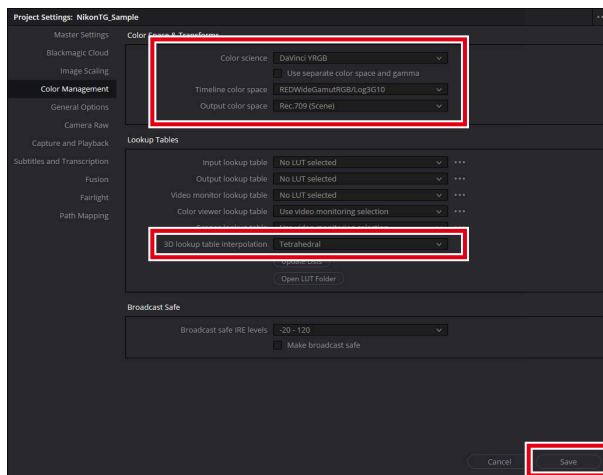 Project Settings: NikonTG_Sample
Master Settings
Blackmagic Cloud
Image Scaling
Color Management
General Options
Camera Raw
Capture and Playback
Subtitles and Transcription
Fusion
Fairlight
Path Mapping
Color Space & Transforms
Color science DaVinci YRGB
Use separate color space and gamma
Timeline color space REDWideGamutRGB/Log3G10
Output color space Rec.709 (Scene)
Lookup Tables
Input lookup table No LUT selected
Output lookup table No LUT selected
Video monitor lookup table No LUT selected
Color viewer lookup table Use video monitoring selection
3D lookup table interpolation Tetrahedral
Update Lists
Open LUT Folder
Broadcast Safe
Broadcast safe IRE levels -20 - 120
Make broadcast safe
Cancel Save